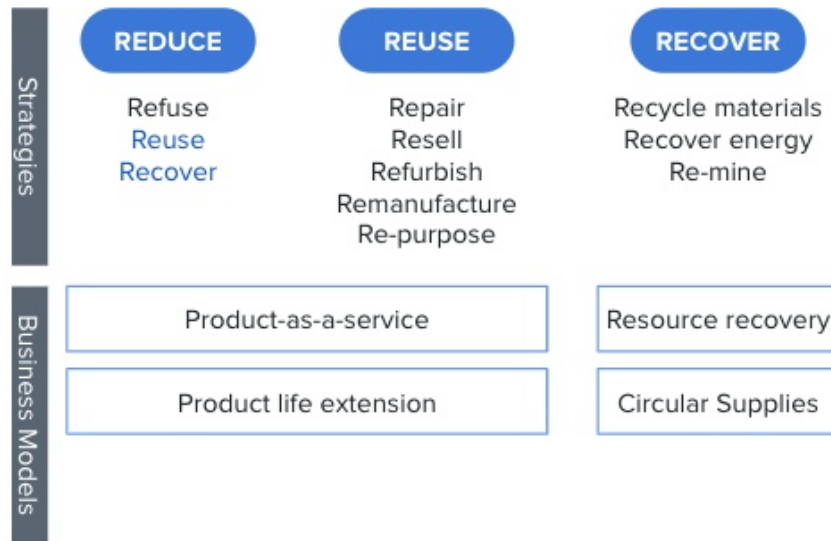 Strategies
REDUCE
Refuse
Reuse
Recover
REUSE
Repair
Resell
Refurbish
Remanufacture
Re-purpose
RECOVER
Recycle materials
Recover energy
Re-mine
Business Models
Product-as-a-service
Resource recovery
Product life extension
Circular Supplies